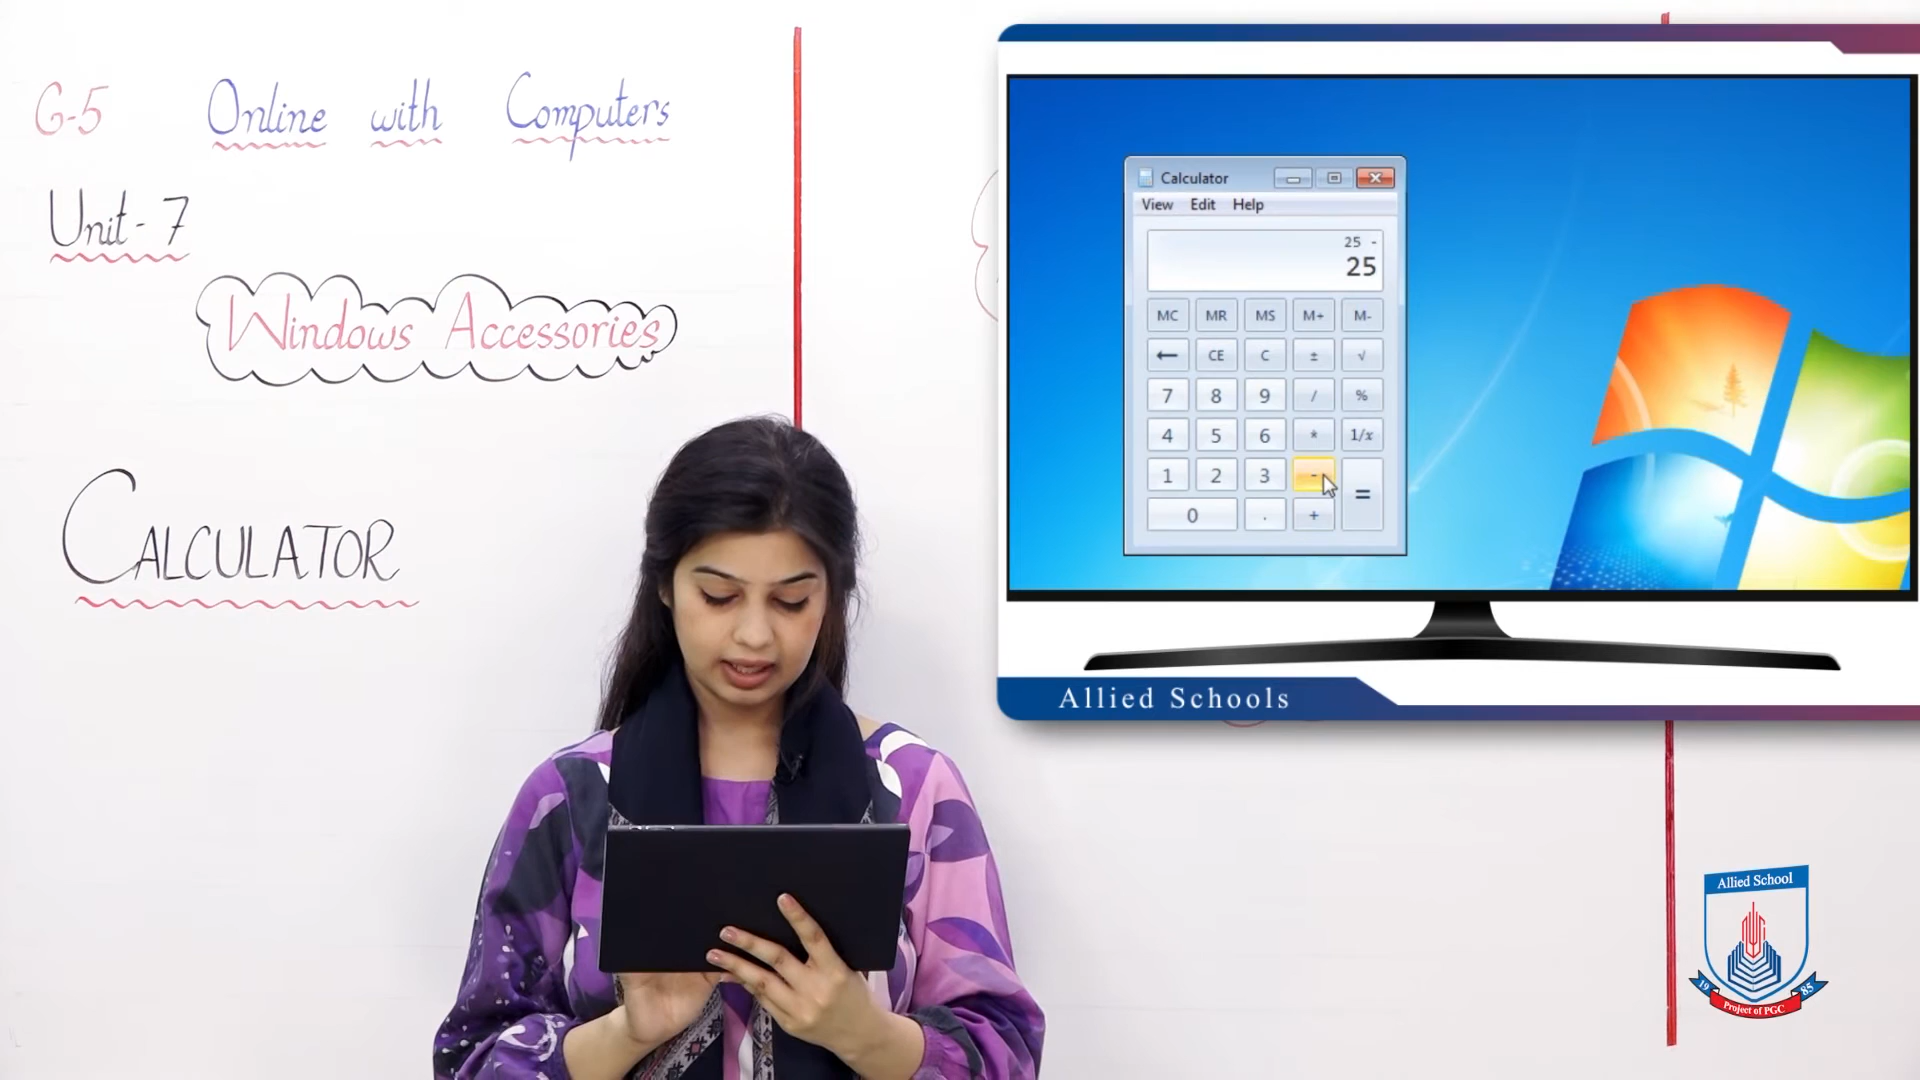 G-5 Online with Computers
Unit-7
Windows Accessories
CALCULATOR
Calculator
View Edit Help
25 -
25
MC MR MS M+ M-
← CE C ± √
7 8 9 / %
4 5 6 * 1/x
1 2 3 - =
0 . +
Allied Schools
Allied School
19 85
Project of PGC